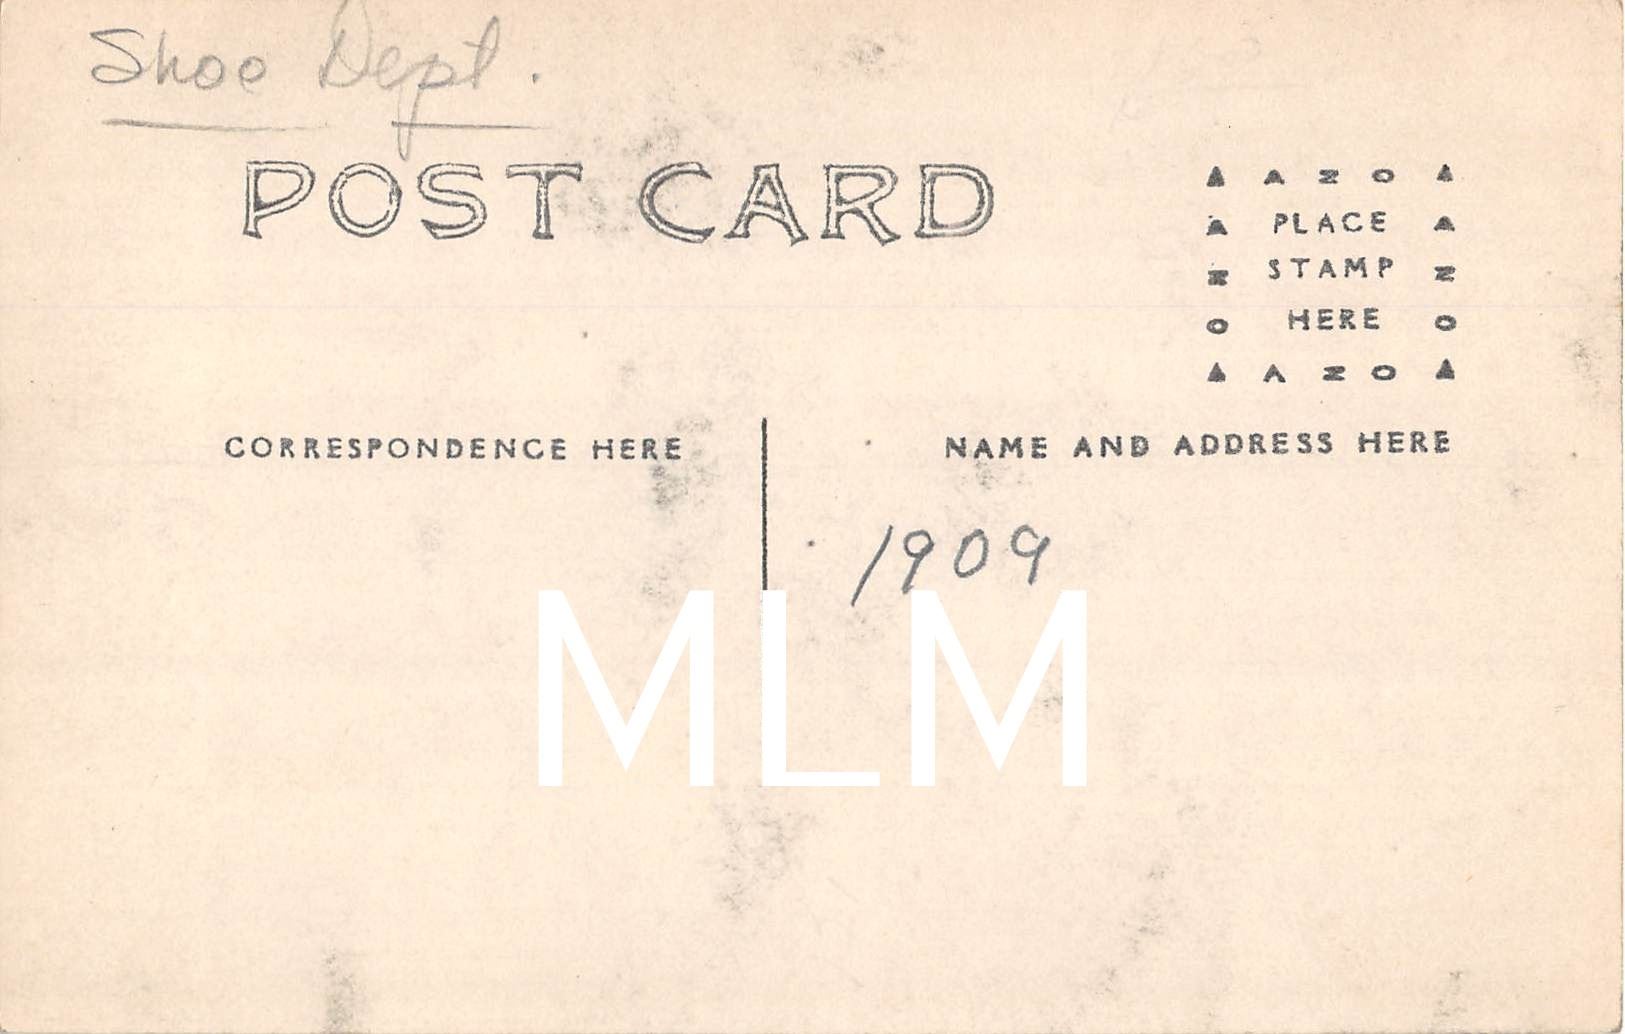 Shoe Dept.
POST CARD
▲ A Z O ▲
A PLACE A
Z STAMP Z
O HERE O
▲ A Z O ▲
CORRESPONDENCE HERE
NAME AND ADDRESS HERE
1909
MLM